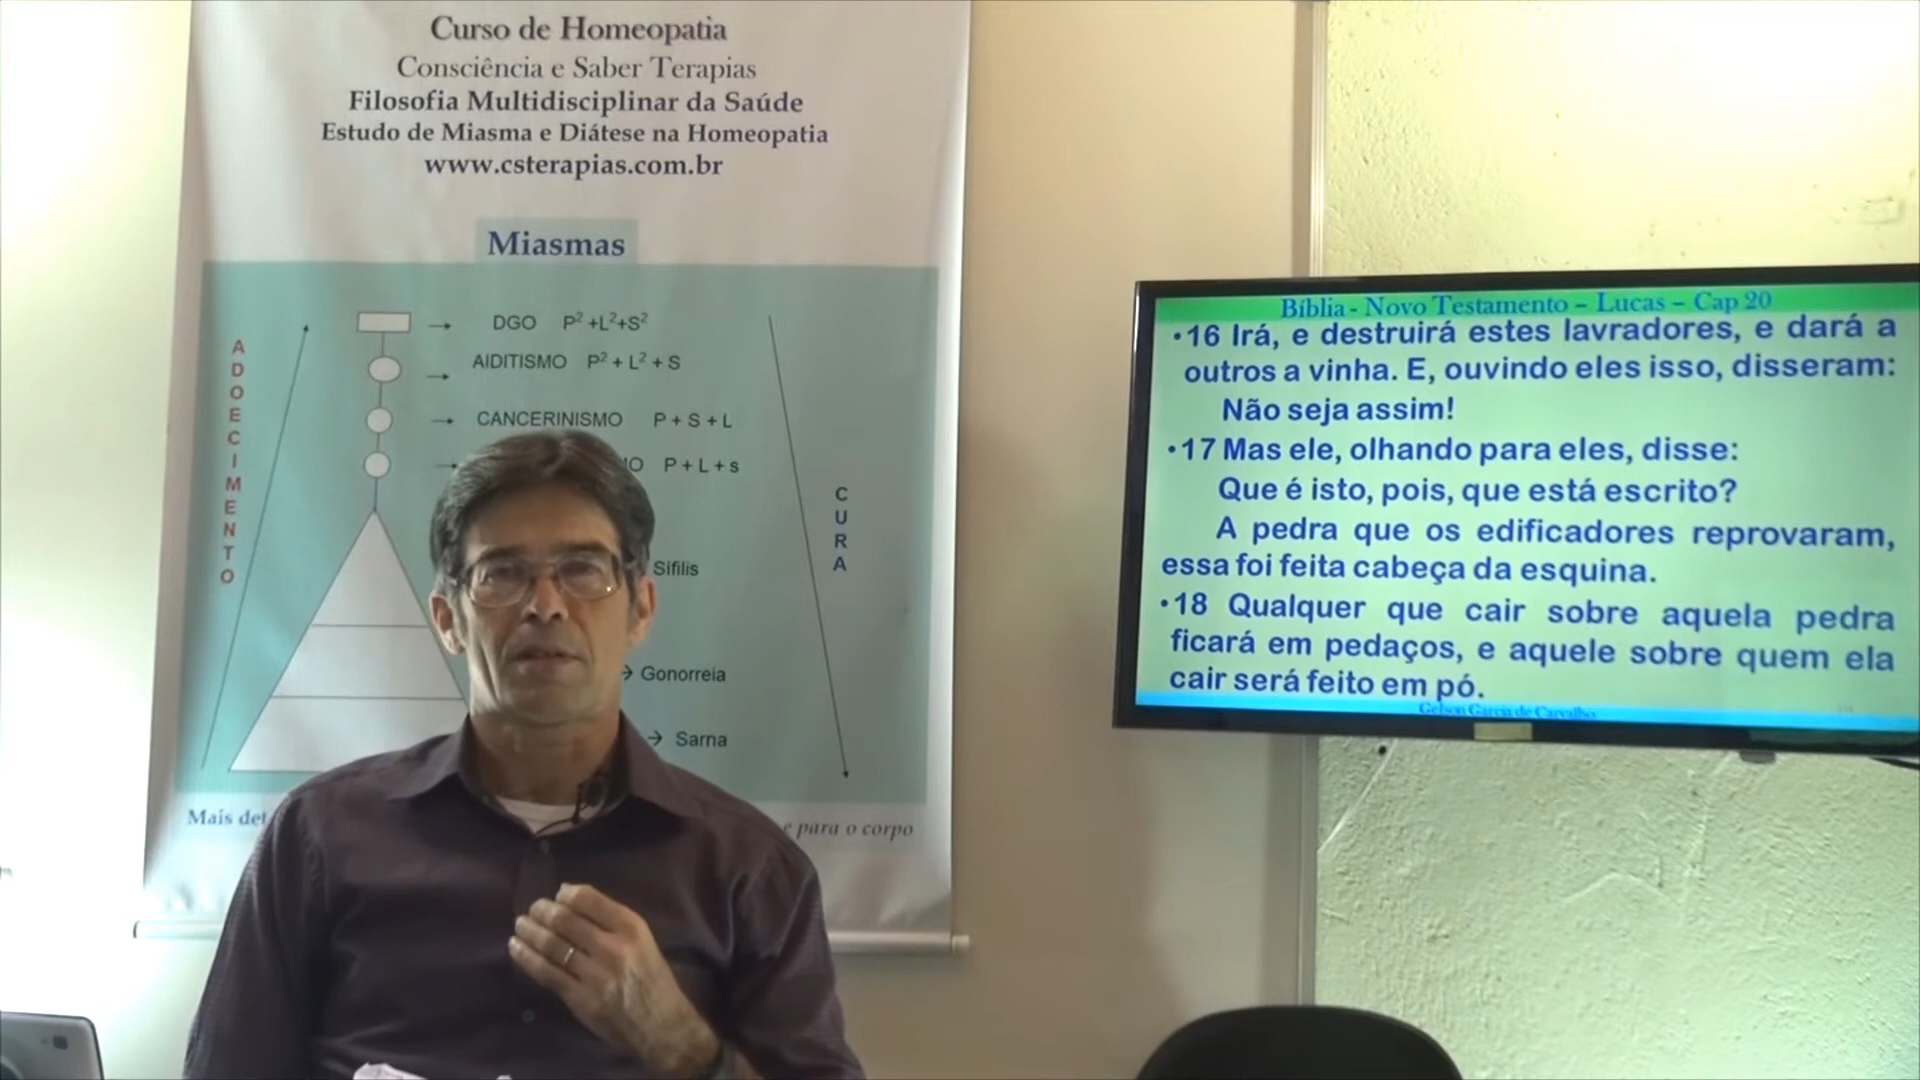 Curso de Homeopatia
Consciência e Saber Terapias
Filosofia Multidisciplinar da Saúde
Estudo de Miasma e Diátese na Homeopatia
www.csterapias.com.br
Miasmas
ADOECIMENTO
DGO P² +L²+S²
AIDITISMO P² + L² + S
CANCERINISMO P + S + L
P + L + s
Sífilis
→ Gonorreia
→ Sarna
CURA
Mais
e para o corpo
Bíblia - Novo Testamento – Lucas – Cap 20
•16 Irá, e destruirá estes lavradores, e dará a
outros a vinha. E, ouvindo eles isso, disseram:
Não seja assim!
•17 Mas ele, olhando para eles, disse:
Que é isto, pois, que está escrito?
A pedra que os edificadores reprovaram,
essa foi feita cabeça da esquina.
•18 Qualquer que cair sobre aquela pedra
ficará em pedaços, e aquele sobre quem ela
cair será feito em pó.
Gelson Garcia de Carvalho